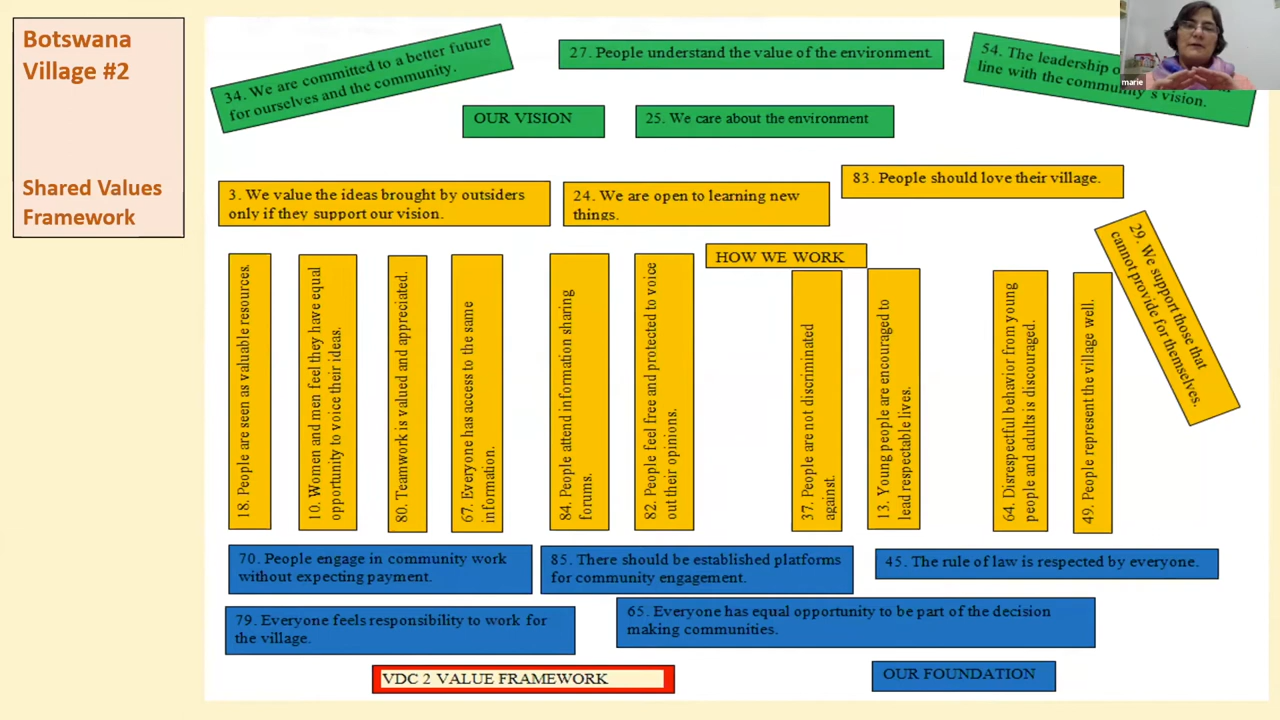 Botswana
Village #2
Shared Values
Framework
34. We are committed to a better future
for ourselves and the community.
27. People understand the value of the environment.
54. The leadership
line with the community's vision.
marie
OUR VISION
25. We care about the environment
3. We value the ideas brought by outsiders
only if they support our vision.
24. We are open to learning new
things.
83. People should love their village.
29. We support those that
cannot provide for themselves.
HOW WE WORK
18. People are seen as valuable resources.
10. Women and men feel they have equal
opportunity to voice their ideas.
80. Teamwork is valued and appreciated.
67. Everyone has access to the same
information.
84. People attend information sharing
forums.
82. People feel free and protected to voice
out their opinions.
37. People are not discriminated
against.
13. Young people are encouraged to
lead respectable lives.
64. Disrespectful behavior from young
people and adults is discouraged.
49. People represent the village well.
70. People engage in community work
without expecting payment.
85. There should be established platforms
for community engagement.
45. The rule of law is respected by everyone.
79. Everyone feels responsibility to work for
the village.
65. Everyone has equal opportunity to be part of the decision
making communities.
VDC 2 VALUE FRAMEWORK
OUR FOUNDATION